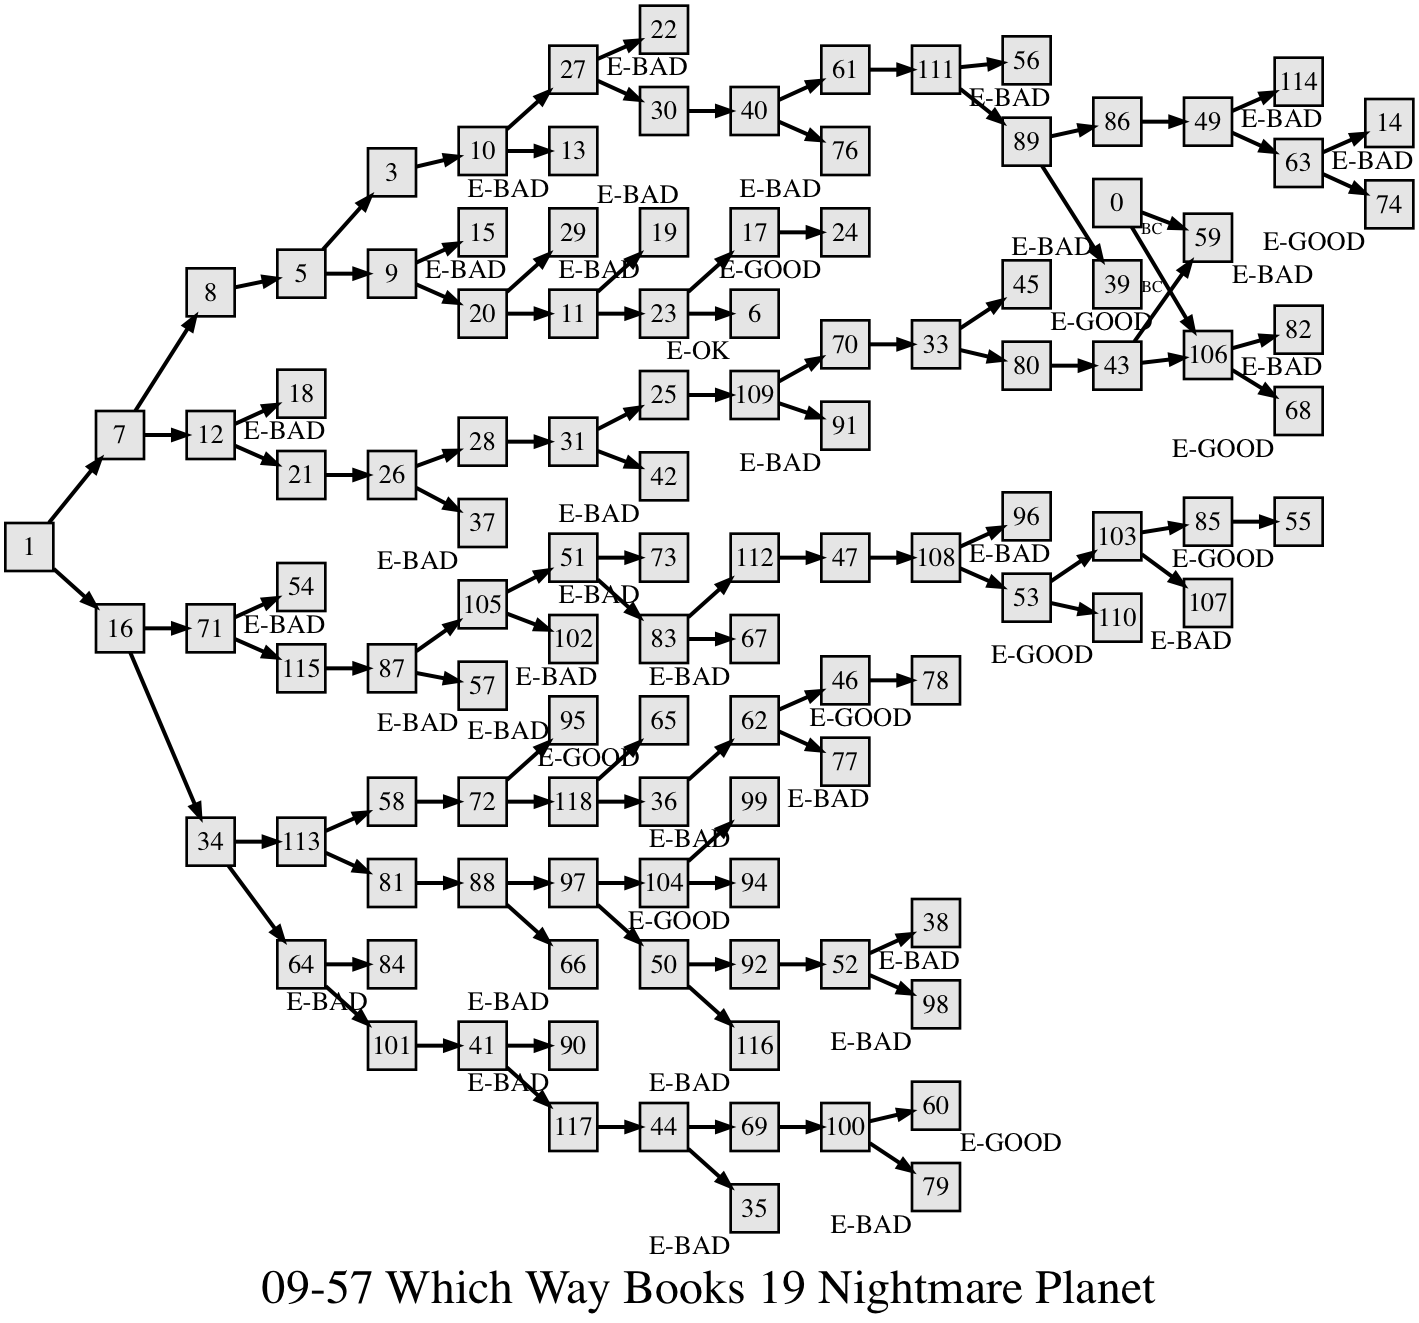 22
27
E-BAD
61
111
56
E-BAD
114
30
40
86
49
E-BAD
14
10
13
76
89
63
E-BAD
3
E-BAD
E-BAD
E-BAD
0
74
15
29
19
17
24
BC
59
E-GOOD
E-BAD
E-BAD
E-GOOD
E-BAD
E-BAD
5
9
45
39
BC
8
20
11
23
6
E-GOOD
82
E-OK
70
33
106
E-BAD
80
43
18
25
109
68
91
7
12
E-BAD
28
31
E-GOOD
E-BAD
21
26
42
37
E-BAD
96
85
55
1
E-BAD
51
73
112
47
108
E-BAD
103
E-GOOD
54
E-BAD
53
107
105
110
16
71
E-BAD
102
83
67
E-GOOD
E-BAD
115
87
57
E-BAD
E-BAD
46
78
E-BAD
E-BAD
95
65
62
E-GOOD
E-GOOD
77
58
72
118
36
99
E-BAD
34
113
E-BAD
81
88
97
104
94
E-GOOD
38
64
84
66
50
92
52
E-BAD
E-BAD
E-BAD
98
101
41
90
116
E-BAD
E-BAD
E-BAD
60
117
44
69
100
E-GOOD
79
35
E-BAD
E-BAD
09-57 Which Way Books 19 Nightmare Planet